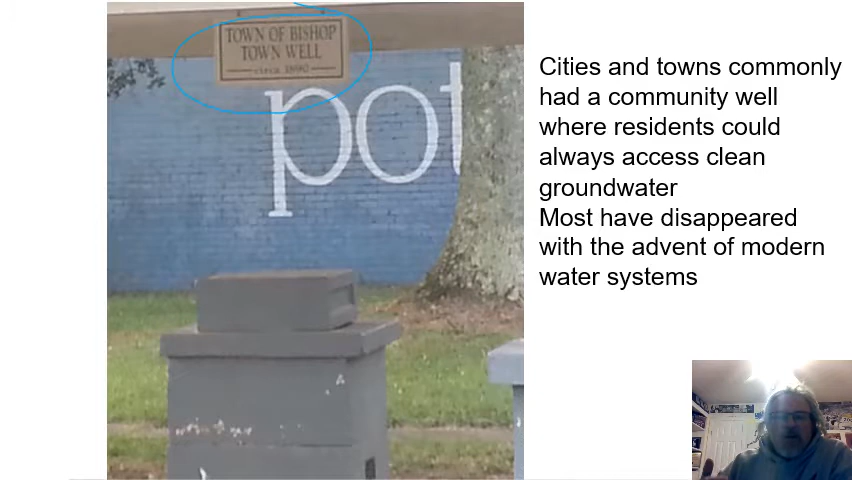 TOWN OF BISHOP
TOWN WELL
circa 1890
pot
Cities and towns commonly
had a community well
where residents could
always access clean
groundwater
Most have disappeared
with the advent of modern
water systems